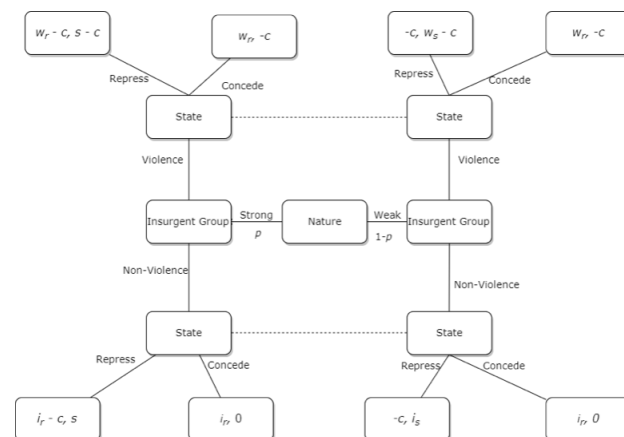 w_r - c, s - c
w_r, -c
-c, w_s - c
w_r, -c
Repress
Concede
Repress
Concede
State
State
Violence
Violence
Insurgent Group
Strong
p
Nature
Weak
1-p
Insurgent Group
Non-Violence
Non-Violence
State
State
Repress
Concede
Repress
Concede
i_r - c, s
i_r, 0
-c, i_s
i_r, 0